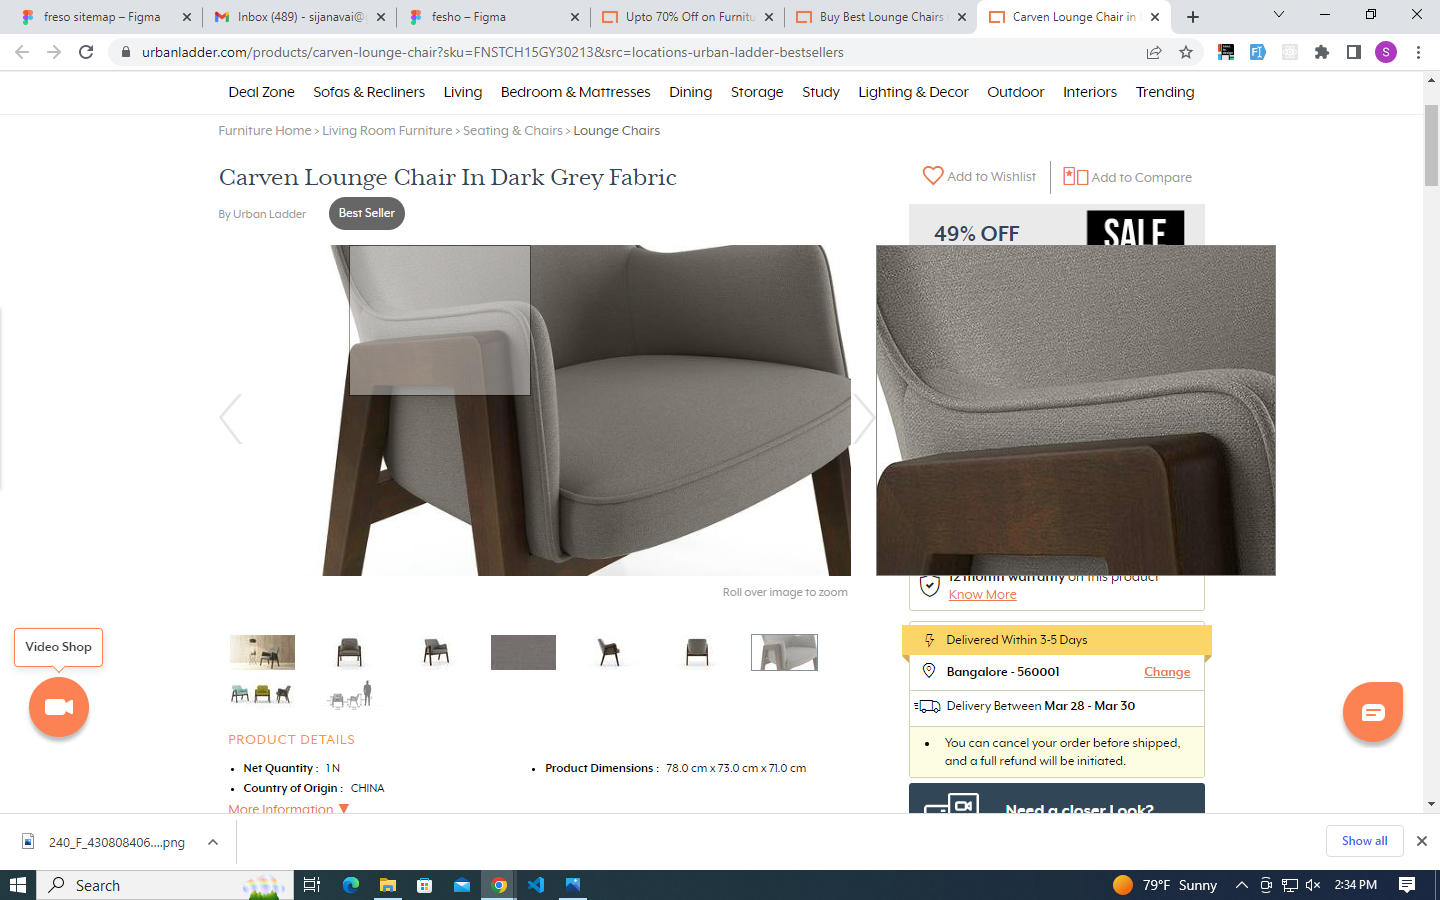 freso sitemap – Figma
Inbox (489) - sijanavai@
fesho – Figma
Upto 70% Off on Furnitu
Buy Best Lounge Chairs
Carven Lounge Chair in
urbanladder.com/products/carven-lounge-chair?sku=FNSTCH15GY30213&src=locations-urban-ladder-bestsellers
S
Deal Zone Sofas & Recliners Living Bedroom & Mattresses Dining Storage Study Lighting & Decor Outdoor Interiors Trending
Furniture Home > Living Room Furniture > Seating & Chairs > Lounge Chairs
Carven Lounge Chair In Dark Grey Fabric
By Urban Ladder
Best Seller
Add to Wishlist
Add to Compare
49% OFF
SALE
Roll over image to zoom
12 month warranty on this product
Know More
Delivered Within 3-5 Days
Bangalore - 560001
Change
Delivery Between Mar 28 - Mar 30
• You can cancel your order before shipped,
and a full refund will be initiated.
Need a closer Look?
Video Shop
PRODUCT DETAILS
• Net Quantity : 1 N
• Product Dimensions : 78.0 cm x 73.0 cm x 71.0 cm
• Country of Origin : CHINA
More Information ▼
240_F_430808406....png
Show all
Search
79°F Sunny
2:34 PM